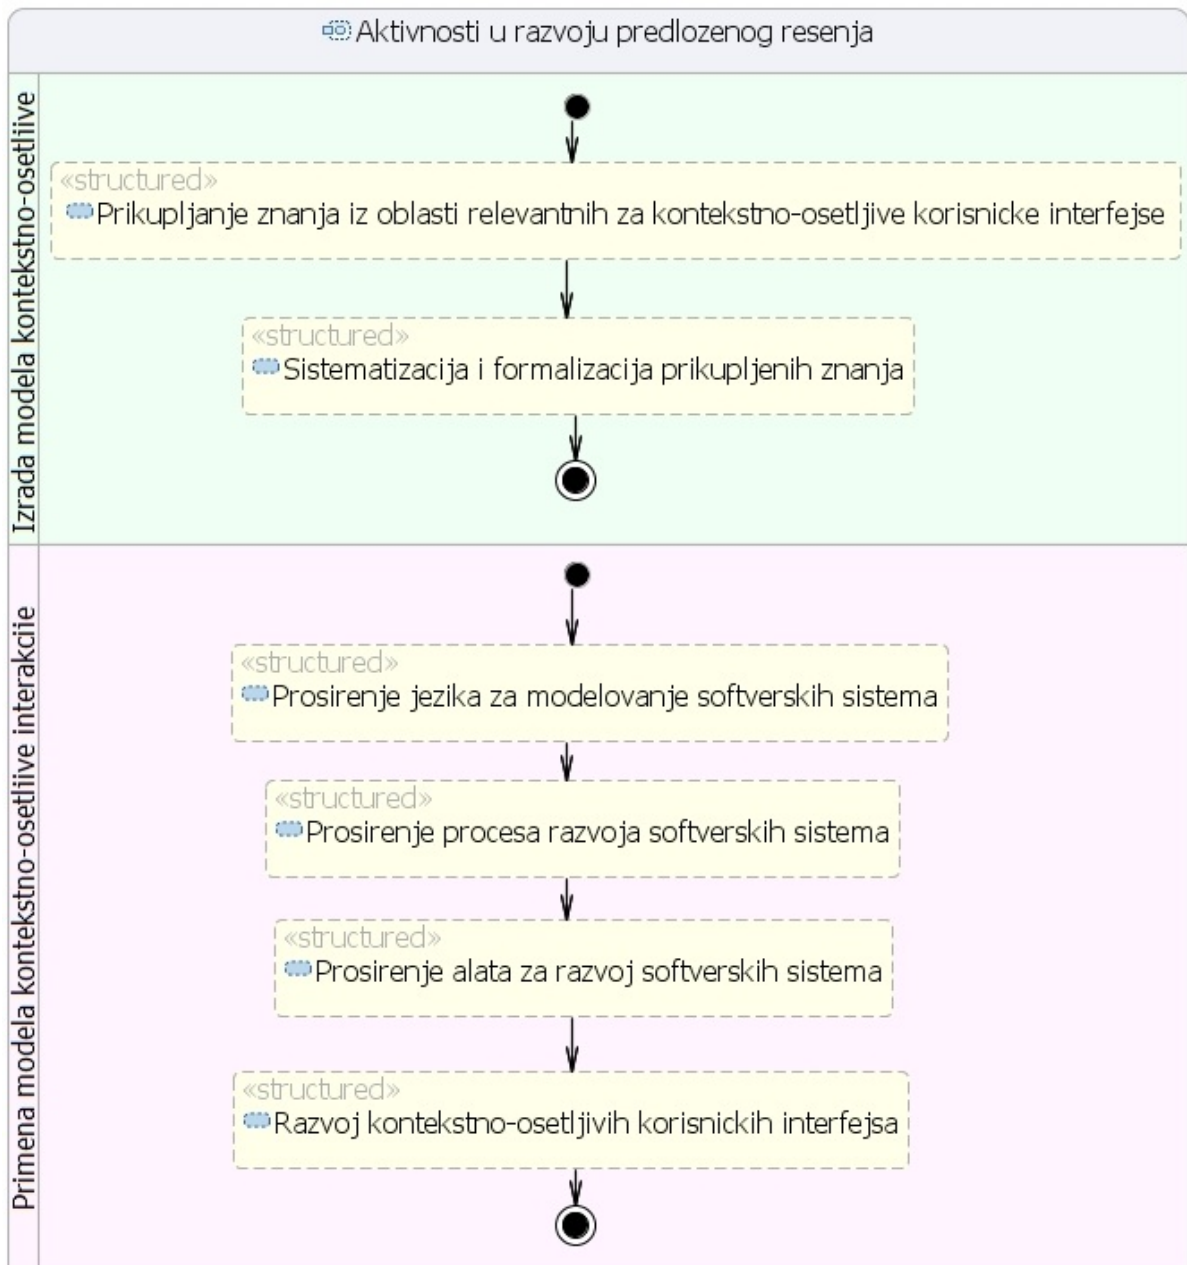 Aktivnosti u razvoju predlozenog resenja
Izrada modela kontekstno-osetljive
«structured»
Prikupljanje znanja iz oblasti relevantnih za kontekstno-osetljive korisnicke interfejse
«structured»
Sistematizacija i formalizacija prikupljenih znanja
Primena modela kontekstno-osetljive interakcije
«structured»
Prosirenje jezika za modelovanje softverskih sistema
«structured»
Prosirenje procesa razvoja softverskih sistema
«structured»
Prosirenje alata za razvoj softverskih sistema
«structured»
Razvoj kontekstno-osetljivih korisnickih interfejsa